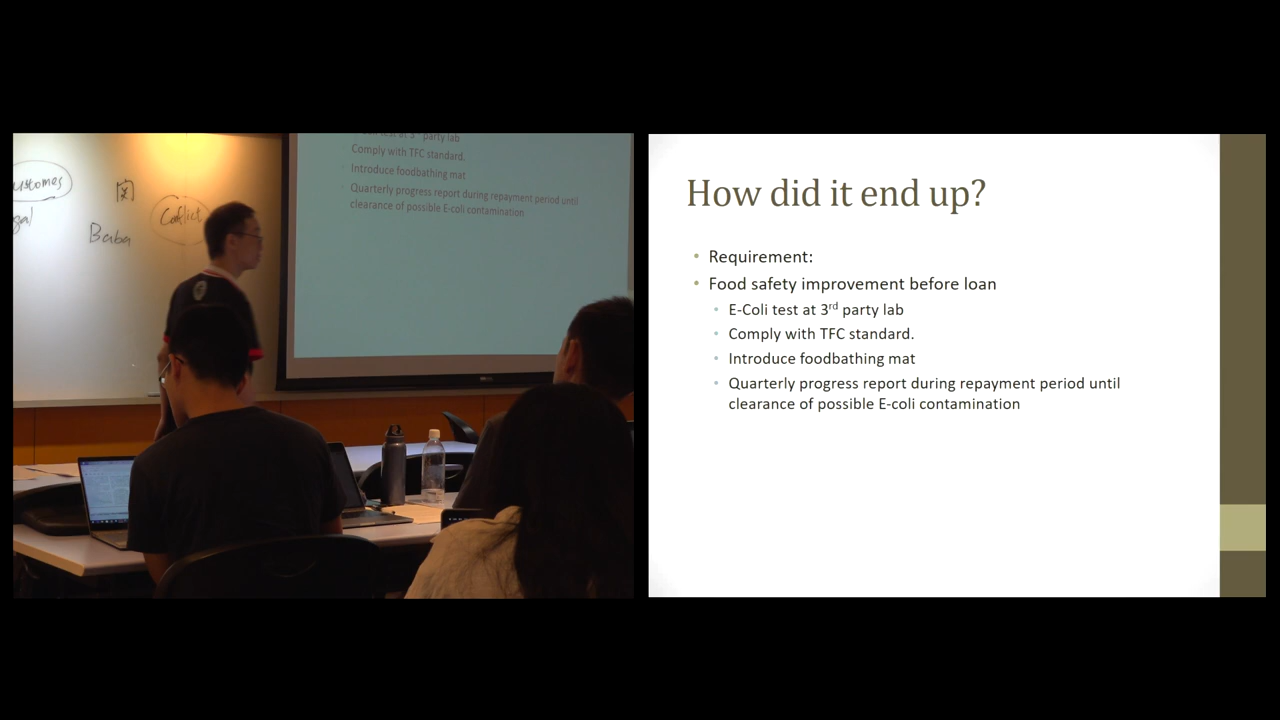 ustomes
Conflict
Baba
party lab
Comply with TFC standard.
Introduce foodbathing mat
Quarterly progress report during repayment period until
clearance of possible E-coli contamination
How did it end up?
• Requirement:
• Food safety improvement before loan
• E-Coli test at 3rd party lab
• Comply with TFC standard.
• Introduce foodbathing mat
• Quarterly progress report during repayment period until
clearance of possible E-coli contamination